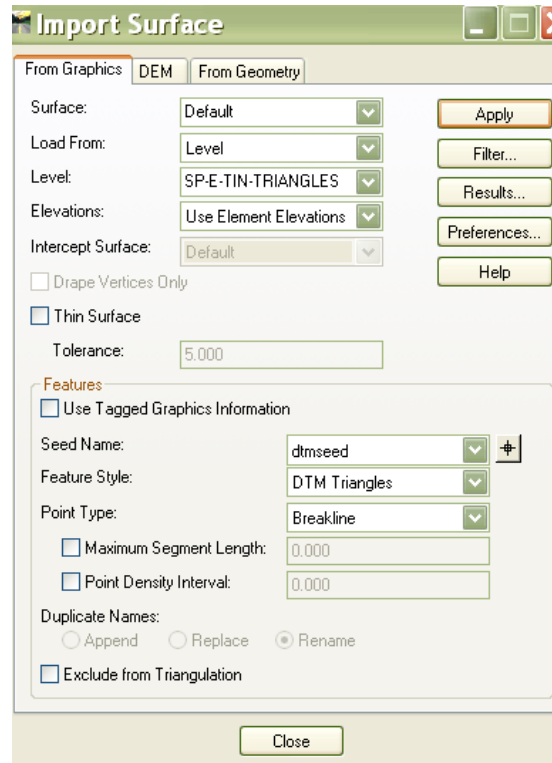 Import Surface
From Graphics DEM From Geometry
Surface: Default Apply
Load From: Level Filter...
Level: SP-E-TIN-TRIANGLES Results...
Elevations: Use Element Elevations Preferences...
Intercept Surface: Default Help
Drape Vertices Only
Thin Surface
Tolerance: 5.000
Features
Use Tagged Graphics Information
Seed Name: dtmseed
Feature Style: DTM Triangles
Point Type: Breakline
Maximum Segment Length: 0.000
Point Density Interval: 0.000
Duplicate Names:
Append Replace Rename
Exclude from Triangulation
Close